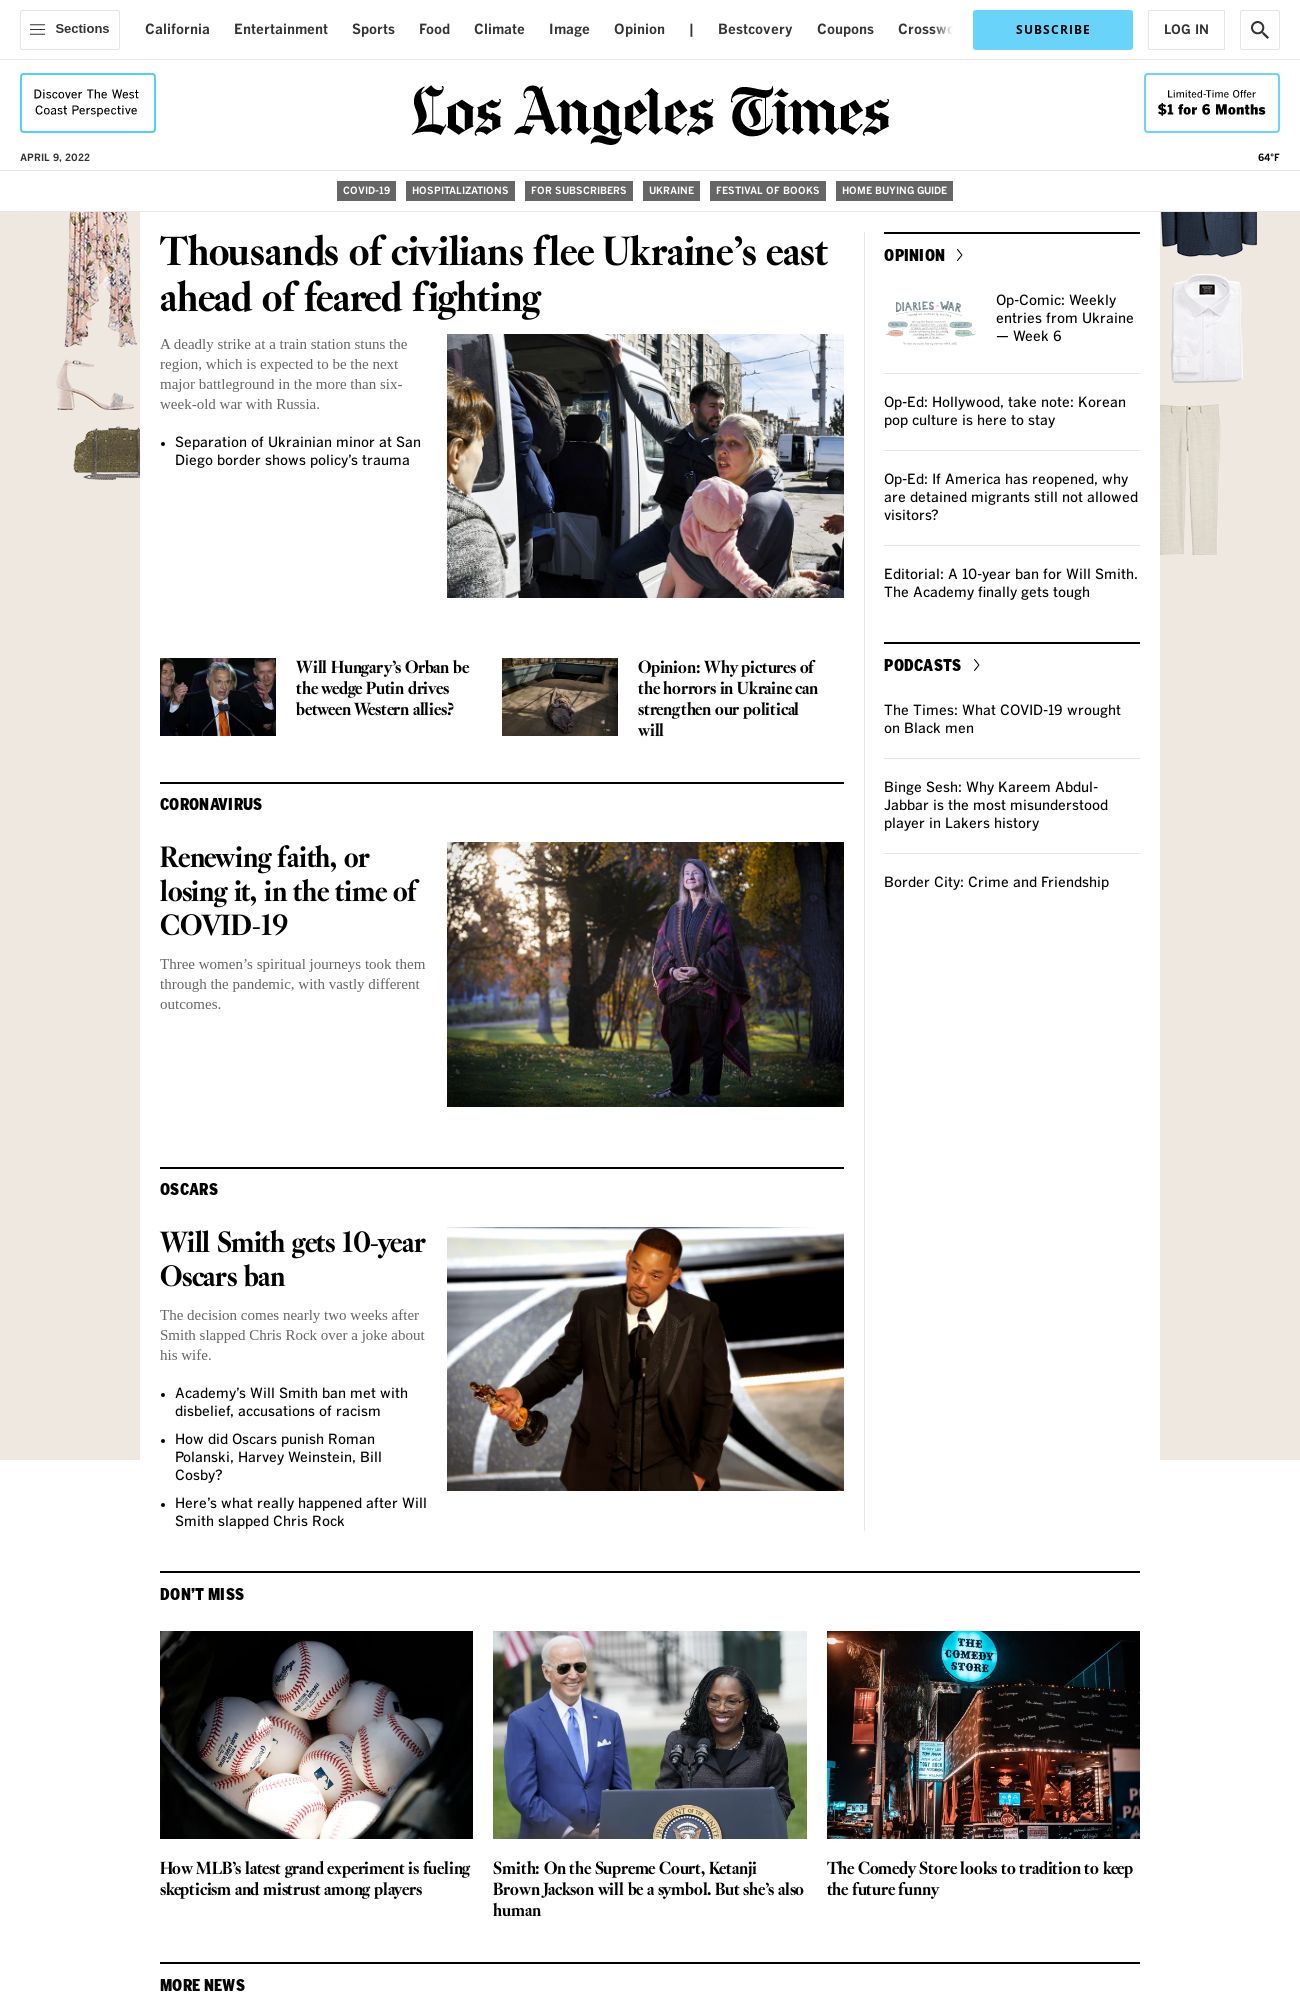 Sections
California
Entertainment
Sports
Food
Climate
Image
Opinion
|
Bestcovery
Coupons
SUBSCRIBE
LOG IN
Discover The West
Coast Perspective
Los Angeles Times
Limited-Time Offer
$1 for 6 Months
APRIL 9, 2022
64°F
COVID-19
HOSPITALIZATIONS
FOR SUBSCRIBERS
UKRAINE
FESTIVAL OF BOOKS
HOME BUYING GUIDE
Thousands of civilians flee Ukraine’s east
ahead of feared fighting
A deadly strike at a train station stuns the
region, which is expected to be the next
major battleground in the more than six-
week-old war with Russia.
• Separation of Ukrainian minor at San
Diego border shows policy’s trauma
Will Hungary’s Orban be
the wedge Putin drives
between Western allies?
Opinion: Why pictures of
the horrors in Ukraine can
strengthen our political
will
CORONAVIRUS
Renewing faith, or
losing it, in the time of
COVID-19
Three women’s spiritual journeys took them
through the pandemic, with vastly different
outcomes.
OSCARS
Will Smith gets 10-year
Oscars ban
The decision comes nearly two weeks after
Smith slapped Chris Rock over a joke about
his wife.
• Academy’s Will Smith ban met with
disbelief, accusations of racism
• How did Oscars punish Roman
Polanski, Harvey Weinstein, Bill
Cosby?
• Here’s what really happened after Will
Smith slapped Chris Rock
OPINION
DIARIES OF WAR
Op-Comic: Weekly
entries from Ukraine
— Week 6
Op-Ed: Hollywood, take note: Korean
pop culture is here to stay
Op-Ed: If America has reopened, why
are detained migrants still not allowed
visitors?
Editorial: A 10-year ban for Will Smith.
The Academy finally gets tough
PODCASTS
The Times: What COVID-19 wrought
on Black men
Binge Sesh: Why Kareem Abdul-
Jabbar is the most misunderstood
player in Lakers history
Border City: Crime and Friendship
DON’T MISS
THE
COMEDY
STORE
How MLB’s latest grand experiment is fueling
skepticism and mistrust among players
Smith: On the Supreme Court, Ketanji
Brown Jackson will be a symbol. But she’s also
human
The Comedy Store looks to tradition to keep
the future funny
MORE NEWS